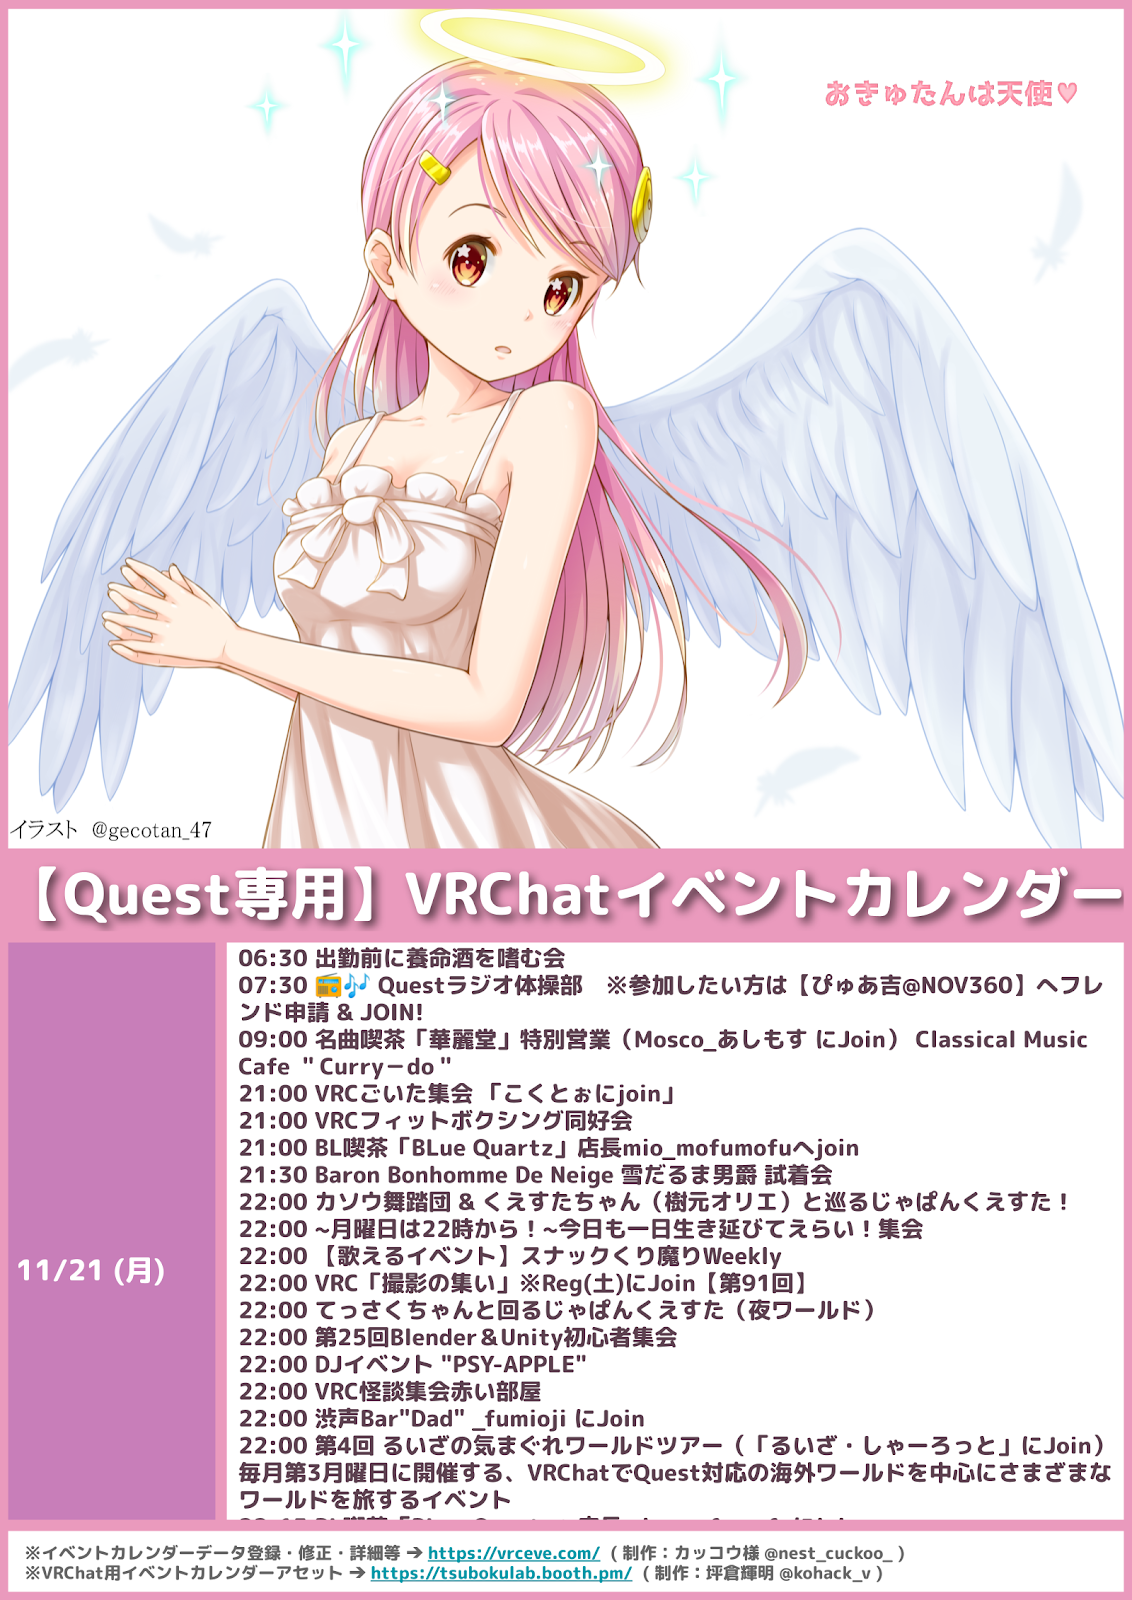 おきゅたんは天使♥
イラスト @gecotan_47
【Quest専用】VRChatイベントカレンダー
11/21 (月)
06:30 出勤前に養命酒を嗜む会
07:30 📻🎶 Questラジオ体操部　※参加したい方は【ぴゅあ吉@NOV360】へフレ
ンド申請 & JOIN!
09:00 名曲喫茶「華麗堂」特別営業（Mosco_あしもす にJoin） Classical Music
Cafe ＂Curry－do＂
21:00 VRCごいた集会 「こくとぉにjoin」
21:00 VRCフィットボクシング同好会
21:00 BL喫茶「BLue Quartz」店長mio_mofumofuへjoin
21:30 Baron Bonhomme De Neige 雪だるま男爵 試着会
22:00 カソウ舞踏団 & くえすたちゃん（樹元オリエ）と巡るじゃぱんくえすた！
22:00 ~月曜日は22時から！~今日も一日生き延びてえらい！集会
22:00 【歌えるイベント】スナックくり魔りWeekly
22:00 VRC「撮影の集い」※Reg(土)にJoin【第91回】
22:00 てっさくちゃんと回るじゃぱんくえすた（夜ワールド）
22:00 第25回Blender＆Unity初心者集会
22:00 DJイベント "PSY-APPLE"
22:00 VRC怪談集会赤い部屋
22:00 渋声Bar"Dad" _fumioji にJoin
22:00 第4回 るいざの気まぐれワールドツアー（「るいざ・しゃーろっと」にJoin）
毎月第3月曜日に開催する、VRChatでQuest対応の海外ワールドを中心にさまざまな
ワールドを旅するイベント
※イベントカレンダーデータ登録・修正・詳細等 ➔ https://vrceve.com/ （制作：カッコウ様 @nest_cuckoo_ ）
※VRChat用イベントカレンダーアセット ➔ https://tsubokulab.booth.pm/ （制作：坪倉輝明 @kohack_v ）